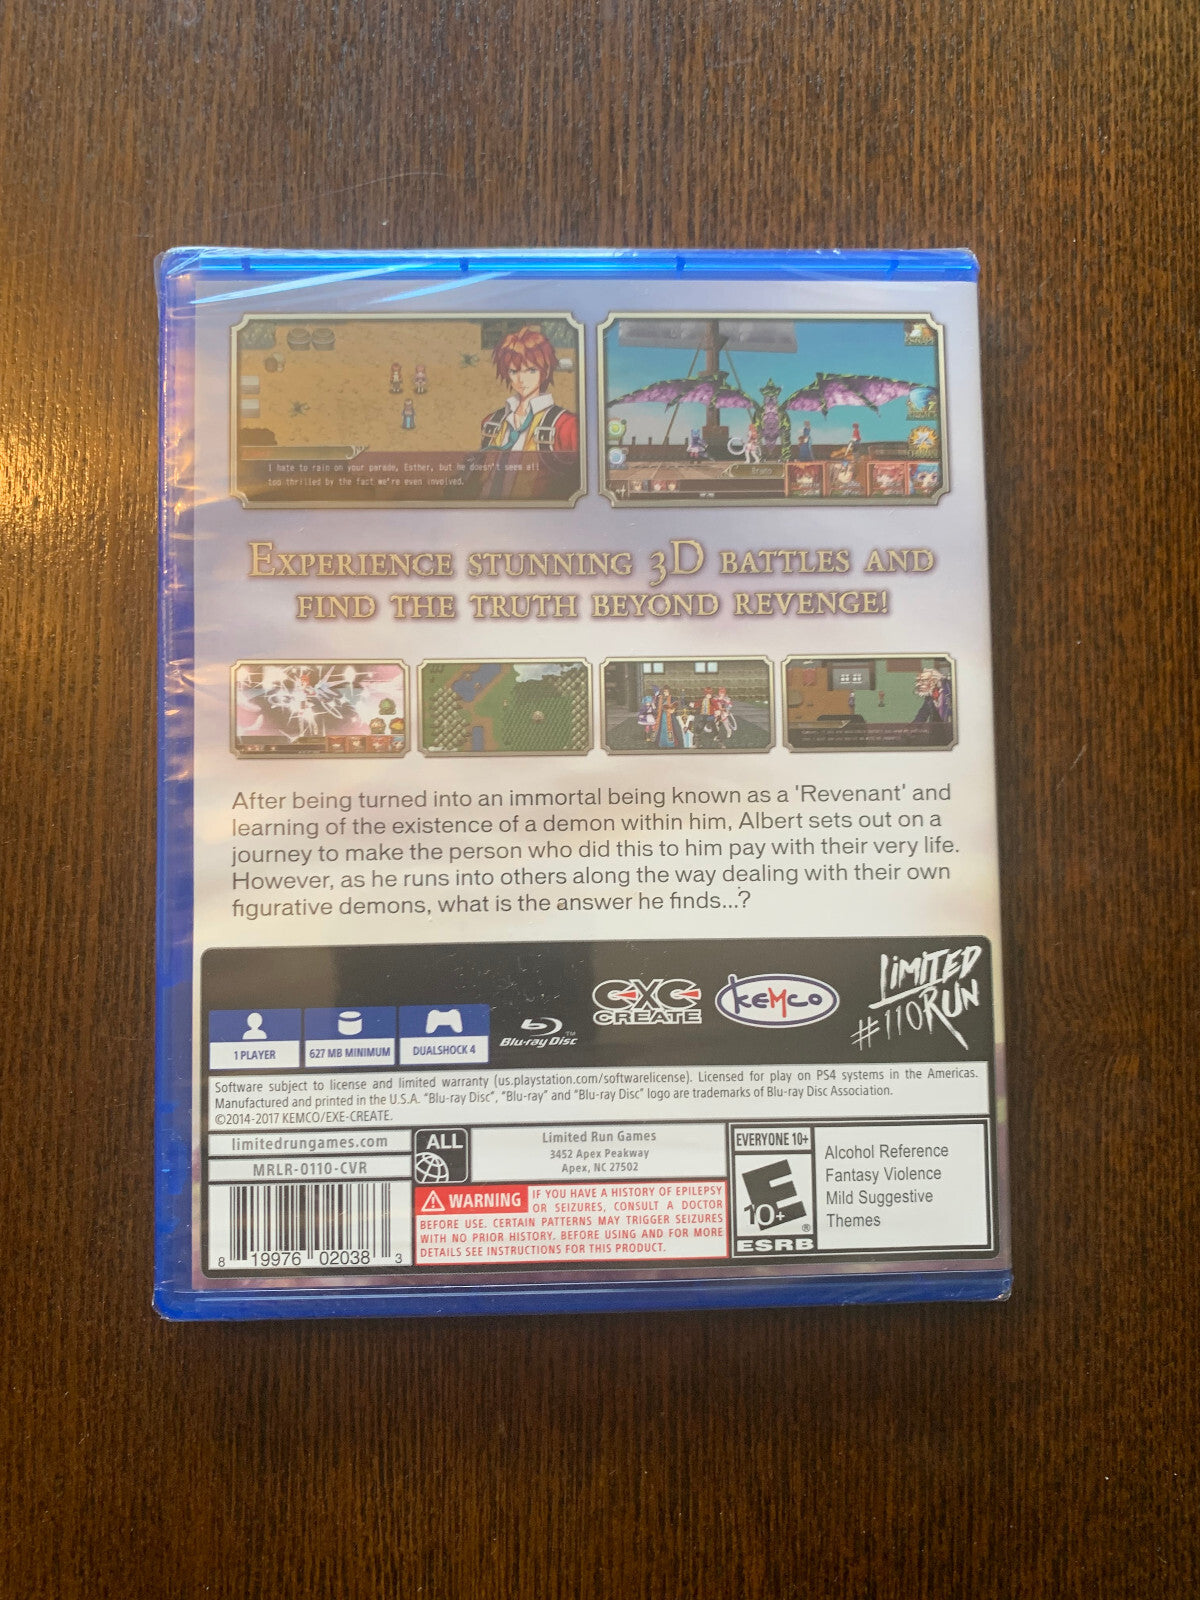 I hate to rain on your parade, Esther, but he doesn't seem all
too thrilled by the fact we're even involved.
SKIP
Bruno
EXPERIENCE STUNNING 3D BATTLES AND
FIND THE TRUTH BEYOND REVENGE!
After being turned into an immortal being known as a 'Revenant' and
learning of the existence of a demon within him, Albert sets out on a
journey to make the person who did this to him pay with their very life.
However, as he runs into others along the way dealing with their own
figurative demons, what is the answer he finds...?
1 PLAYER
627 MB MINIMUM
DUALSHOCK 4
Blu-ray Disc™
EXE
CREATE
KEMCO
LIMITED
RUN
#110
Software subject to license and limited warranty (us.playstation.com/softwarelicense). Licensed for play on PS4 systems in the Americas.
Manufactured and printed in the U.S.A. "Blu-ray Disc", "Blu-ray" and "Blu-ray Disc" logo are trademarks of Blu-ray Disc Association.
©2014-2017 KEMCO/EXE-CREATE.
limitedrungames.com
MRLR-0110-CVR
8 19976 02038 3
ALL
Limited Run Games
3452 Apex Peakway
Apex, NC 27502
WARNING IF YOU HAVE A HISTORY OF EPILEPSY
OR SEIZURES, CONSULT A DOCTOR
BEFORE USE. CERTAIN PATTERNS MAY TRIGGER SEIZURES
WITH NO PRIOR HISTORY. BEFORE USING AND FOR MORE
DETAILS SEE INSTRUCTIONS FOR THIS PRODUCT.
EVERYONE 10+
E
10+
®
ESRB
Alcohol Reference
Fantasy Violence
Mild Suggestive
Themes